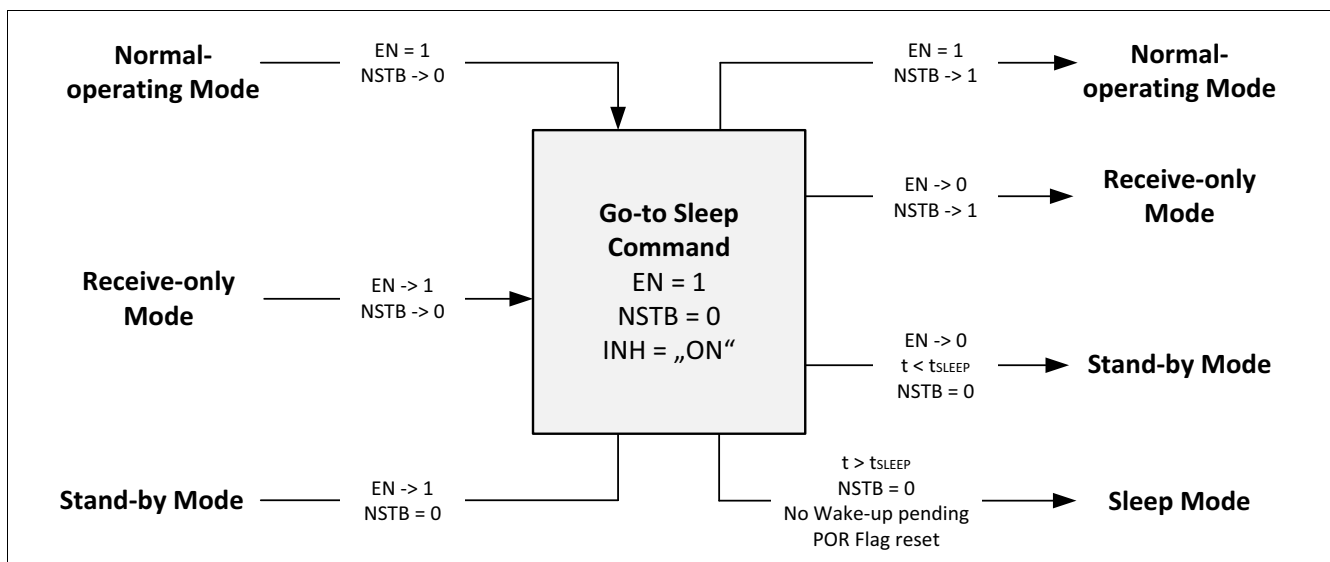 Normal-
operating Mode
EN = 1
NSTB -> 0
Receive-only
Mode
EN -> 1
NSTB -> 0
Stand-by Mode
EN -> 1
NSTB = 0
Go-to Sleep
Command
EN = 1
NSTB = 0
INH = „ON“
EN = 1
NSTB -> 1
Normal-
operating Mode
EN -> 0
NSTB -> 1
Receive-only
Mode
EN -> 0
t < tSLEEP
NSTB = 0
Stand-by Mode
t > tSLEEP
NSTB = 0
No Wake-up pending
POR Flag reset
Sleep Mode